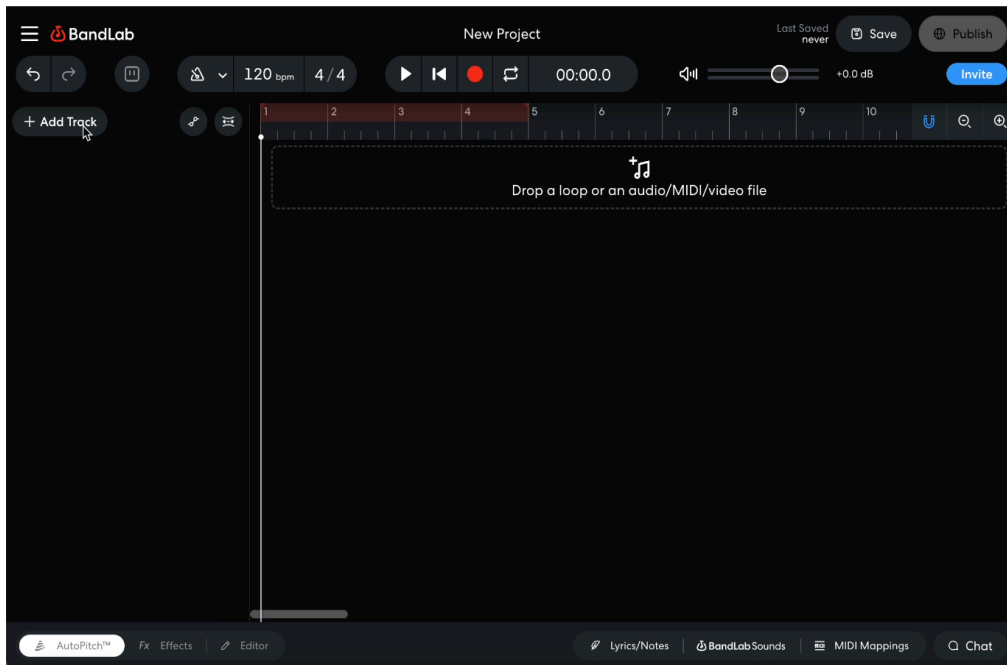 BandLab
New Project
Last Saved
never
Save
Publish
120 bpm
4/4
00:00.0
+0.0 dB
Invite
+ Add Track
1 2 3 4 5 6 7 8 9 10
Drop a loop or an audio/MIDI/video file
AutoPitch™
Fx Effects
Editor
Lyrics/Notes
BandLab Sounds
MIDI Mappings
Chat